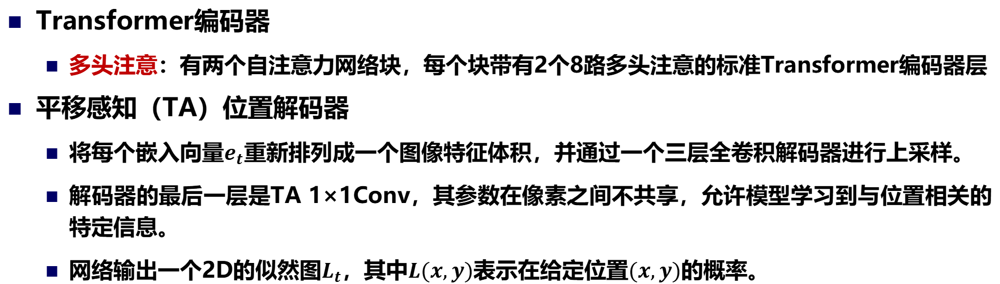 Transformer编码器
多头注意：有两个自注意力网络块，每个块带有2个8路多头注意的标准Transformer编码器层
平移感知（TA）位置解码器
将每个嵌入向量e_t重新排列成一个图像特征体积，并通过一个三层全卷积解码器进行上采样。
解码器的最后一层是TA 1×1Conv，其参数在像素之间不共享，允许模型学习到与位置相关的
特定信息。
网络输出一个2D的似然图L_t，其中L(x, y)表示在给定位置(x, y)的概率。